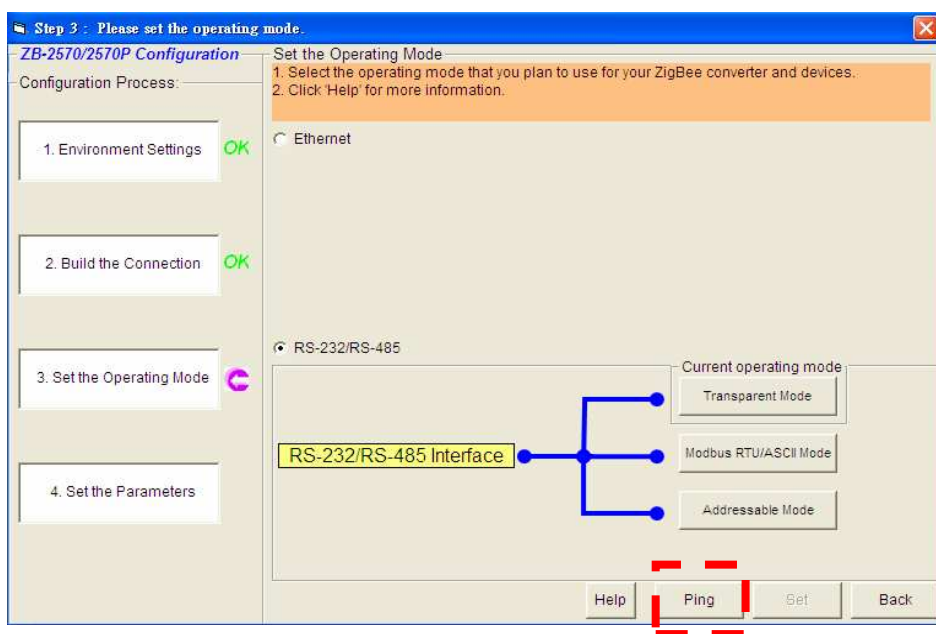 Step 3 : Please set the operating mode.
ZB-2570/2570P Configuration
Configuration Process:
1. Environment Settings
OK
2. Build the Connection
OK
3. Set the Operating Mode
4. Set the Parameters
Set the Operating Mode
1. Select the operating mode that you plan to use for your ZigBee converter and devices.
2. Click 'Help' for more information.
Ethernet
RS-232/RS-485
RS-232/RS-485 Interface
Current operating mode
Transparent Mode
Modbus RTU/ASCII Mode
Addressable Mode
Help
Ping
Set
Back